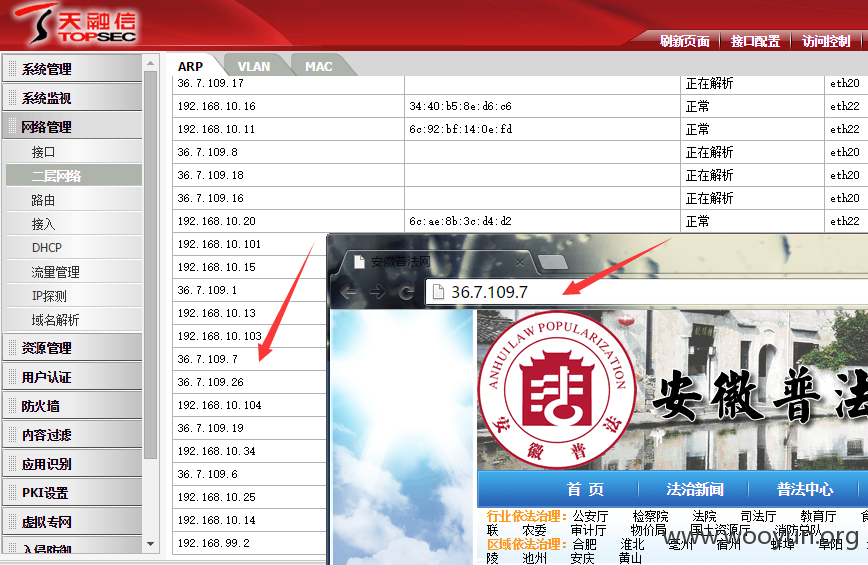 天融信
TOPSEC
刷新页面 接口配置 访问控制
系统管理
系统监视
网络管理
接口
二层网络
路由
接入
DHCP
流量管理
IP探测
域名解析
资源管理
用户认证
防火墙
内容过滤
应用识别
PKI设置
虚拟专网
入侵防御
ARP VLAN MAC
36.7.109.17 正在解析 eth20
192.168.10.16 34:40:b5:8e:d6:c6 正常 eth22
192.168.10.11 6c:92:bf:14:0e:fd 正常 eth22
36.7.109.8 正在解析 eth20
36.7.109.18 正在解析 eth20
36.7.109.16 正在解析 eth20
192.168.10.20 6c:ae:8b:3c:d4:d2 正常 eth22
192.168.10.101
192.168.10.15
36.7.109.1
192.168.10.13
192.168.10.103
36.7.109.7
36.7.109.26
192.168.10.104
36.7.109.19
192.168.10.34
36.7.109.6
192.168.10.25
192.168.10.14
192.168.99.2
安徽普法网
36.7.109.7
ANHUI LAW POPULARIZATION
安徽普法
安徽普法
首 页 法治新闻 普法中心
行业依法治理: 公安厅 检察院 法院 司法厅 教育厅
联 农委 审计厅 物价局 国土资源厅 消防总队
区域依法治理: 合肥 淮北 亳州 宿州 蚌埠 阜阳
陵 池州 安庆 黄山
www.wooyun.org